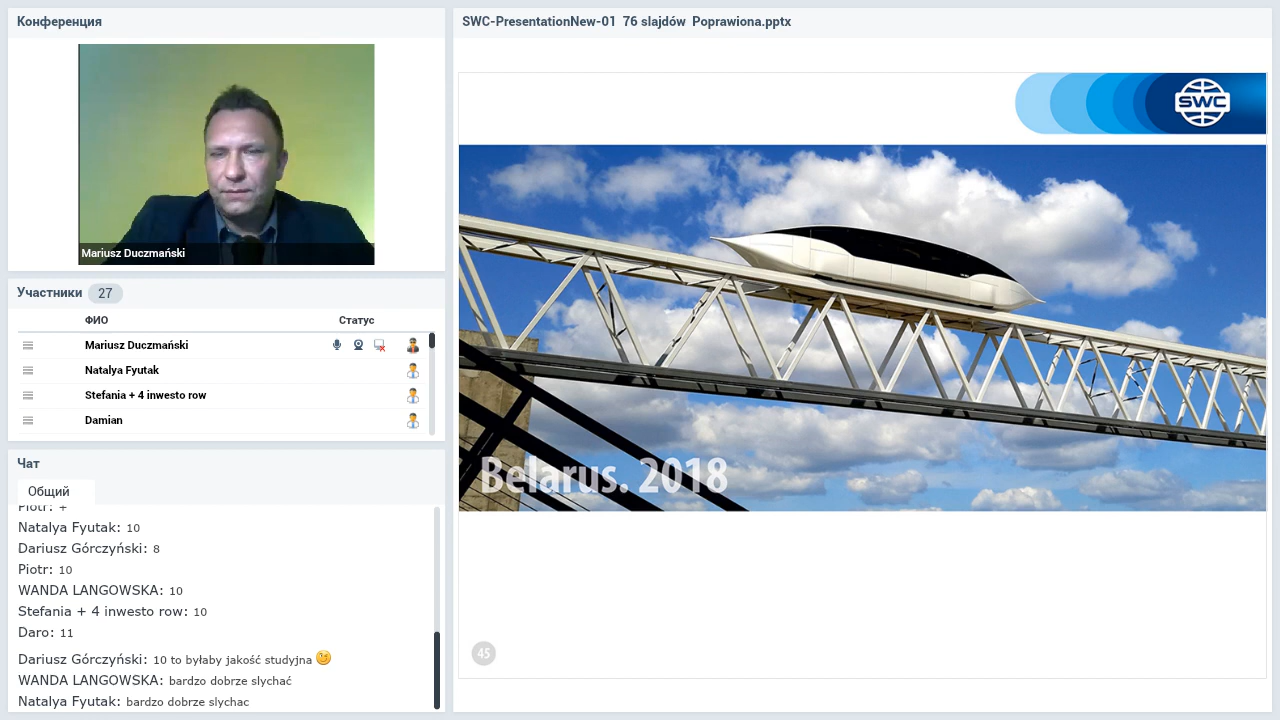 Конференция
Mariusz Duczmański
Участники 27
ФИО Статус
Mariusz Duczmański
Natalya Fyutak
Stefania + 4 inwesto row
Damian
Чат
Общий
Piotr: +
Natalya Fyutak: 10
Dariusz Górczyński: 8
Piotr: 10
WANDA LANGOWSKA: 10
Stefania + 4 inwesto row: 10
Daro: 11
Dariusz Górczyński: 10 to byłaby jakość studyjna
WANDA LANGOWSKA: bardzo dobrze slychać
Natalya Fyutak: bardzo dobrze slychac
SWC-PresentationNew-01 76 slajdów Poprawiona.pptx
SWC
Belarus. 2018
45